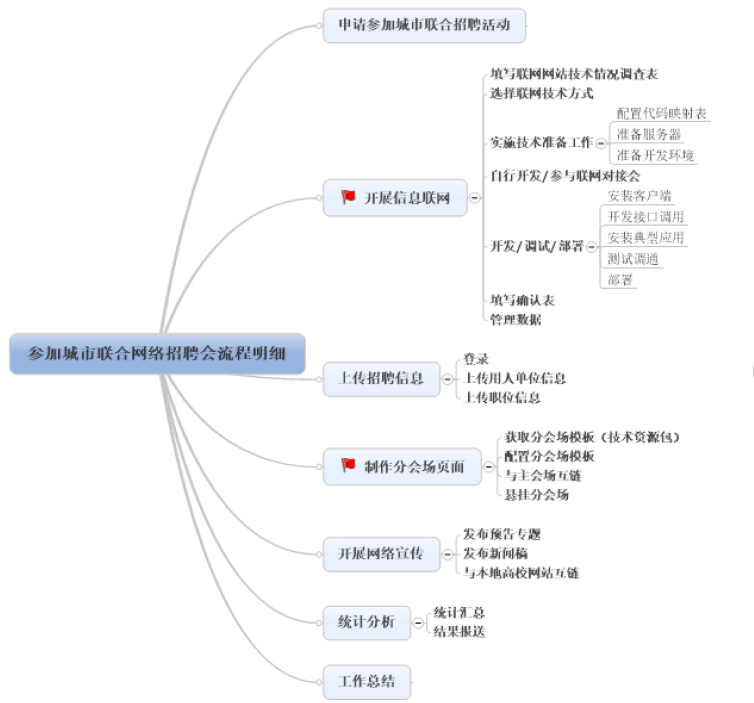 参加城市联合网络招聘会流程明细
申请参加城市联合招聘活动
开展信息联网
填写联网网站技术情况调查表
选择联网技术方式
实施技术准备工作
配置代码映射表
准备服务器
准备开发环境
自行开发/参与联网对接会
开发/调试/部署
安装客户端
开发接口调用
安装典型应用
测试调通
部署
填写确认表
管理数据
上传招聘信息
登录
上传用人单位信息
上传职位信息
制作分会场页面
获取分会场模板（技术资源包）
配置分会场模板
与主会场互链
悬挂分会场
开展网络宣传
发布预告专题
发布新闻稿
与本地高校网站互链
统计分析
统计汇总
结果报送
工作总结